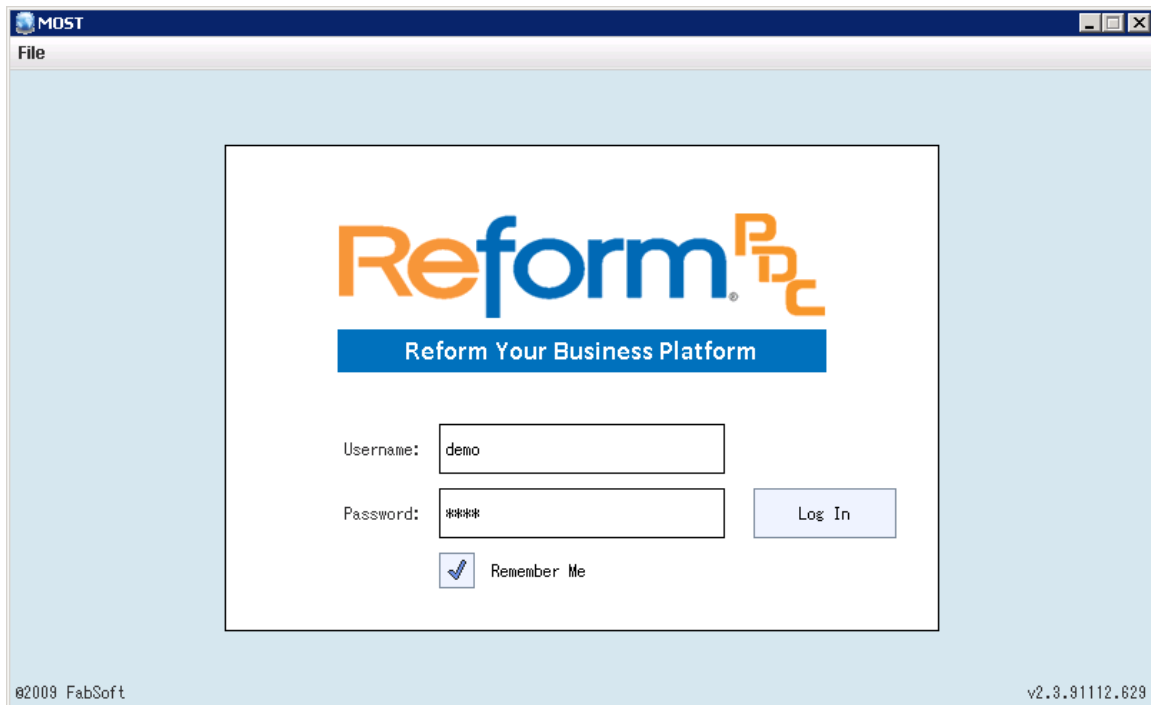 MOST
File
Reform® PDC
Reform Your Business Platform
Username: demo
Password: **** Log In
Remember Me
@2009 FabSoft v2.3.91112.629